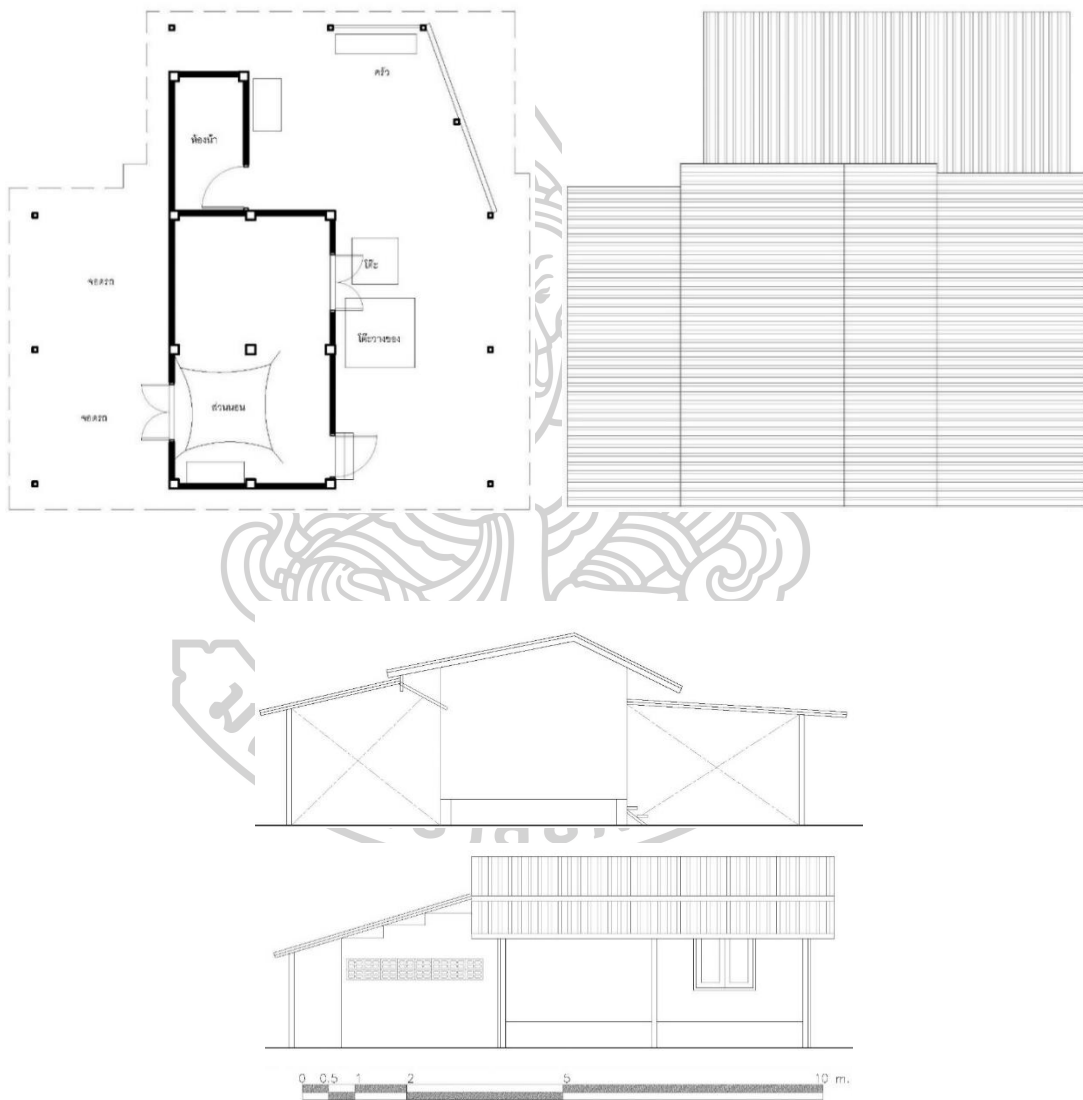 ครัว
ห้องน้ำ
โต๊ะ
จอดรถ
โต๊ะวางของ
ส่วนนอน
จอดรถ
0 0.5 1 2 5 10 m.